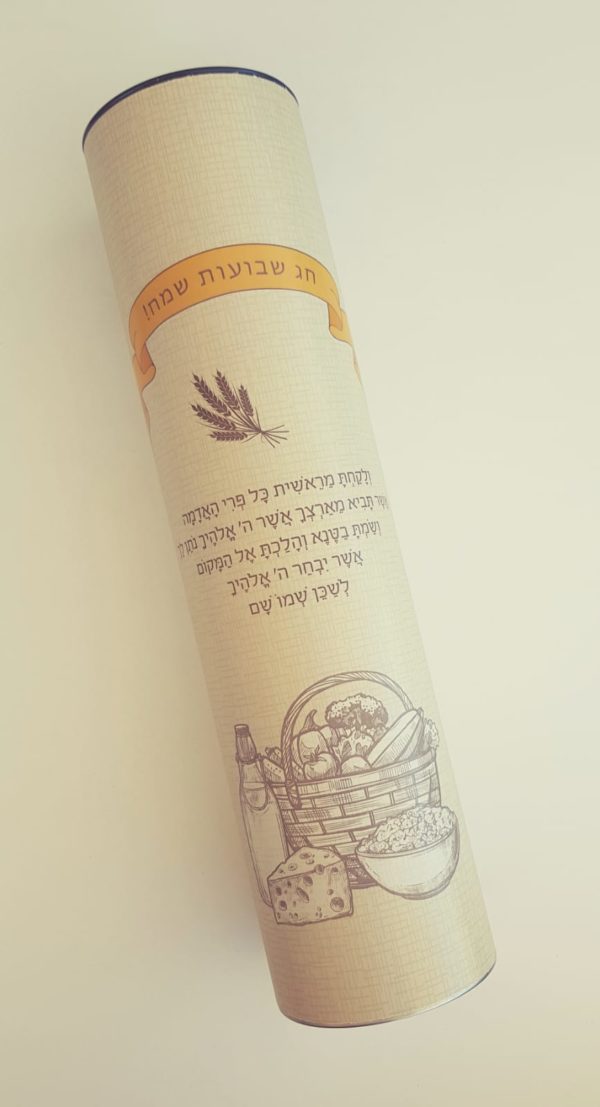 חג שבועות שמח!
וְלָקַחְתָּ מֵרֵאשִׁית כָּל פְּרִי הָאֲדָמָה
אֲשֶׁר תָּבִיא מֵאַרְצְךָ אֲשֶׁר ה' אֱלֹהֶיךָ נֹתֵן
וְשַׂמְתָּ בַטֶּנֶא וְהָלַכְתָּ אֶל הַמָּקוֹם
אֲשֶׁר יִבְחַר ה' אֱלֹהֶיךָ
לְשַׁכֵּן שְׁמוֹ שָׁם